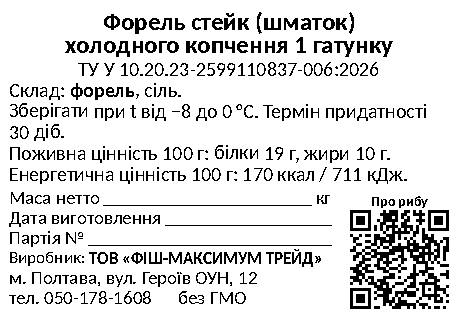 Форель стейк (шматок)
холодного копчення 1 гатунку
ТУ У 10.20.23-2599110837-006:2026
Склад: форель, сіль.
Зберігати при t від −8 до 0 °С. Термін придатності
30 діб.
Поживна цінність 100 г: білки 19 г, жири 10 г.
Енергетична цінність 100 г: 170 ккал / 711 кДж.
Маса нетто ______________________ кг
Про рибу
Дата виготовлення __________________
Партія № __________________________
Виробник: ТОВ «ФІШ-МАКСИМУМ ТРЕЙД»
м. Полтава, вул. Героїв ОУН, 12
тел. 050-178-1608 без ГМО